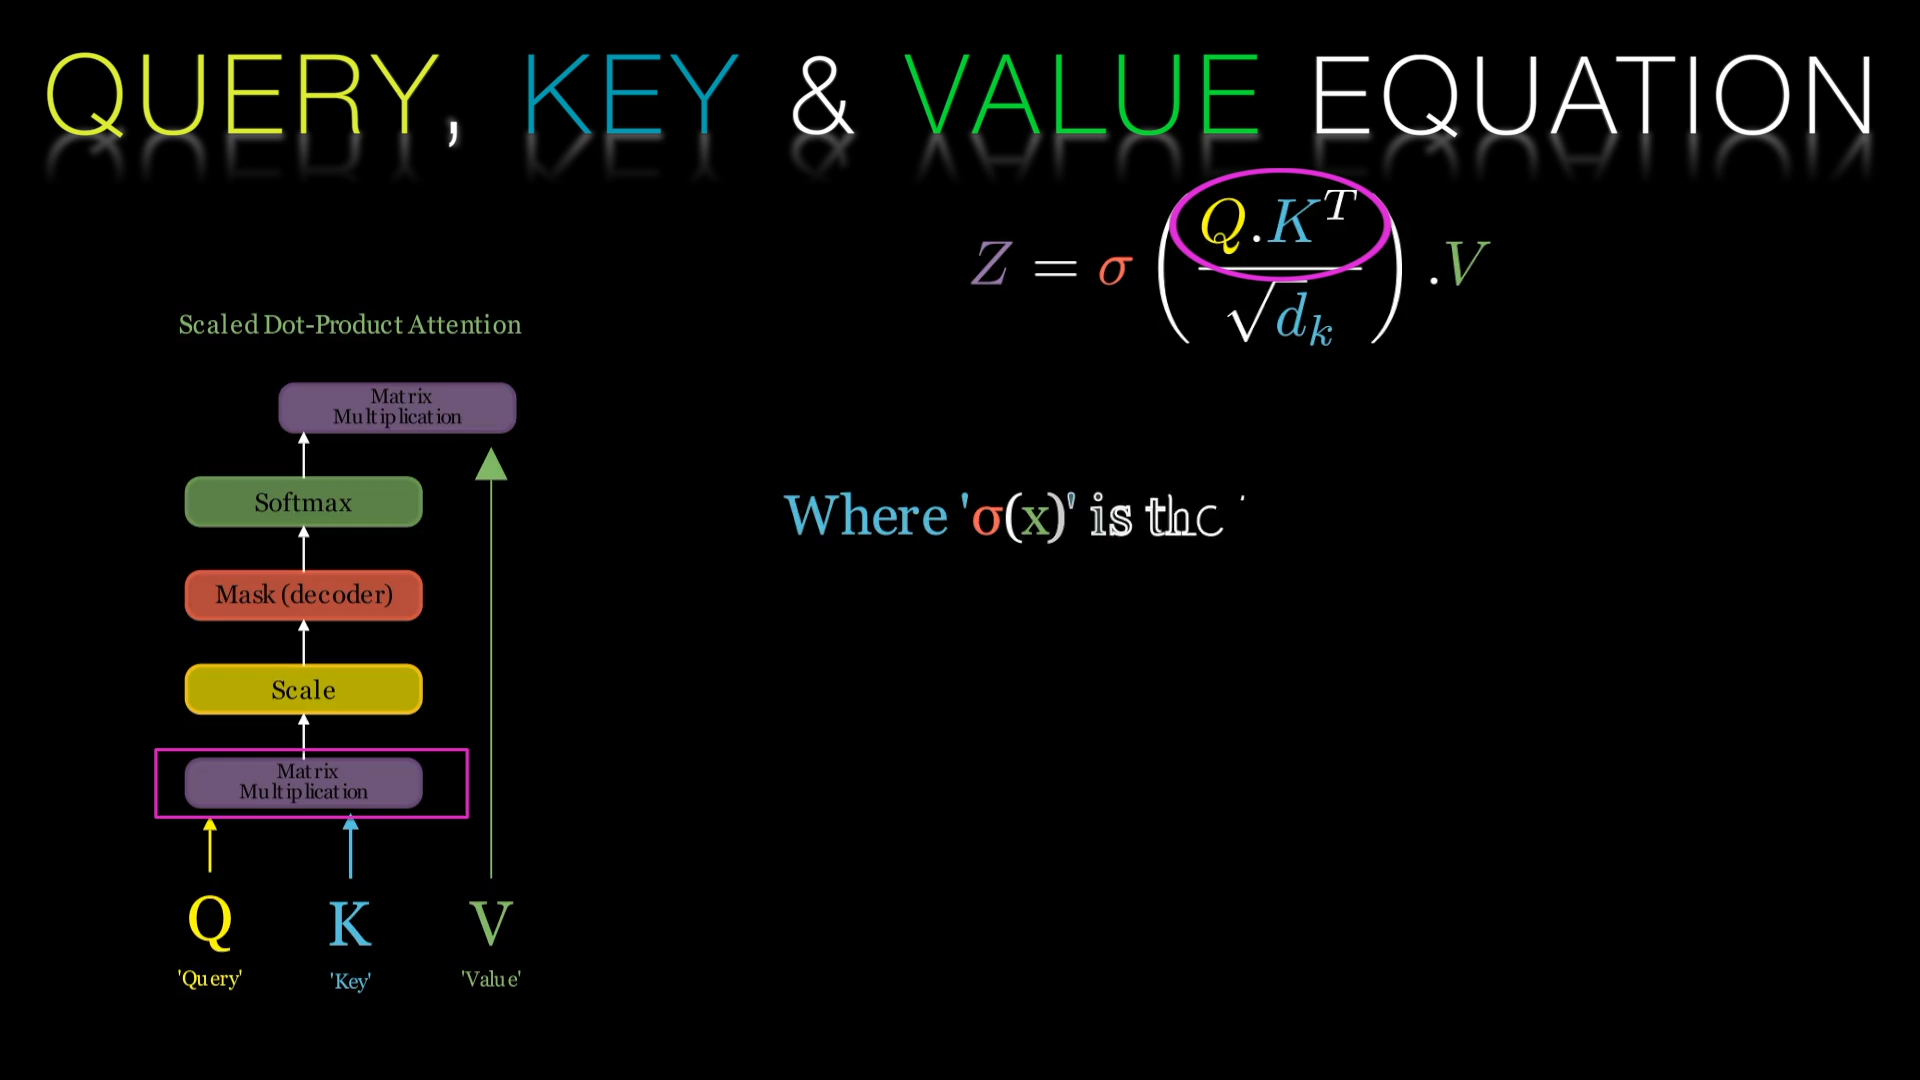 QUERY, KEY & VALUE EQUATION
Z = σ ( Q.K^T / √d_k ) .V
Scaled Dot-Product Attention
Matrix
Multiplication
Softmax
Mask (decoder)
Scale
Matrix
Multiplication
Q K V
'Query' 'Key' 'Value'
Where 'σ(x)' is the